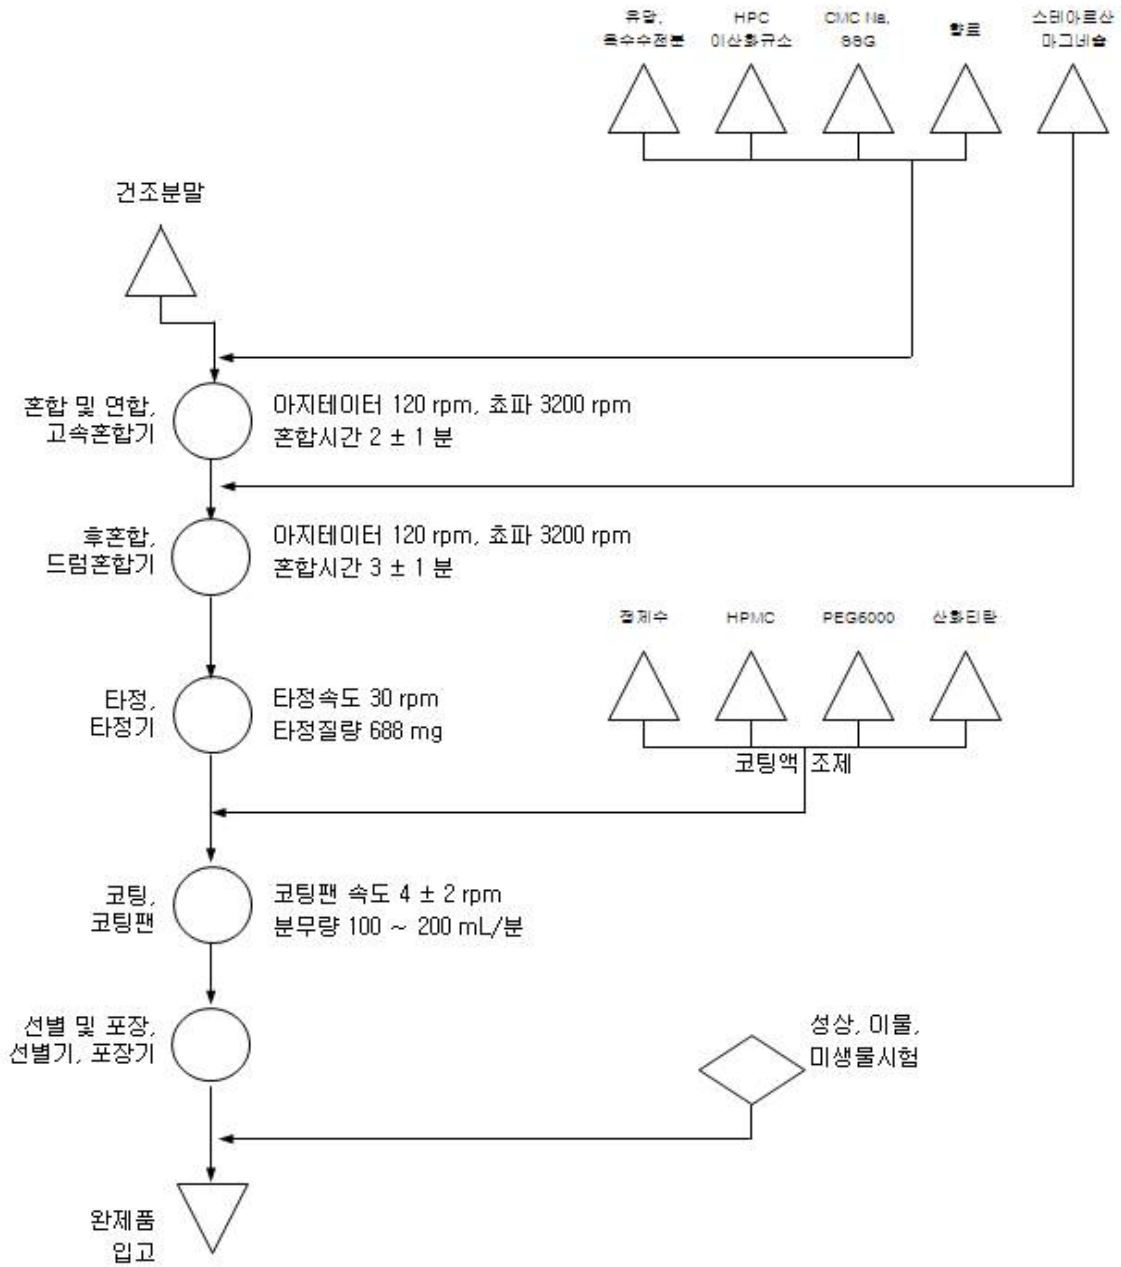 유당,
옥수수전분
HPC
이산화규소
CMC Na,
SSG
향료
스테아르산
마그네슘
건조분말
혼합 및 연합,
고속혼합기
아지테이터 120 rpm, 쵸파 3200 rpm
혼합시간 2 ± 1 분
후혼합,
드럼혼합기
아지테이터 120 rpm, 쵸파 3200 rpm
혼합시간 3 ± 1 분
정제수
HPMC
PEG6000
산화티탄
코팅액 조제
타정,
타정기
타정속도 30 rpm
타정질량 688 mg
코팅,
코팅팬
코팅팬 속도 4 ± 2 rpm
분무량 100 ~ 200 mL/분
선별 및 포장,
선별기, 포장기
성상, 이물,
미생물시험
완제품
입고